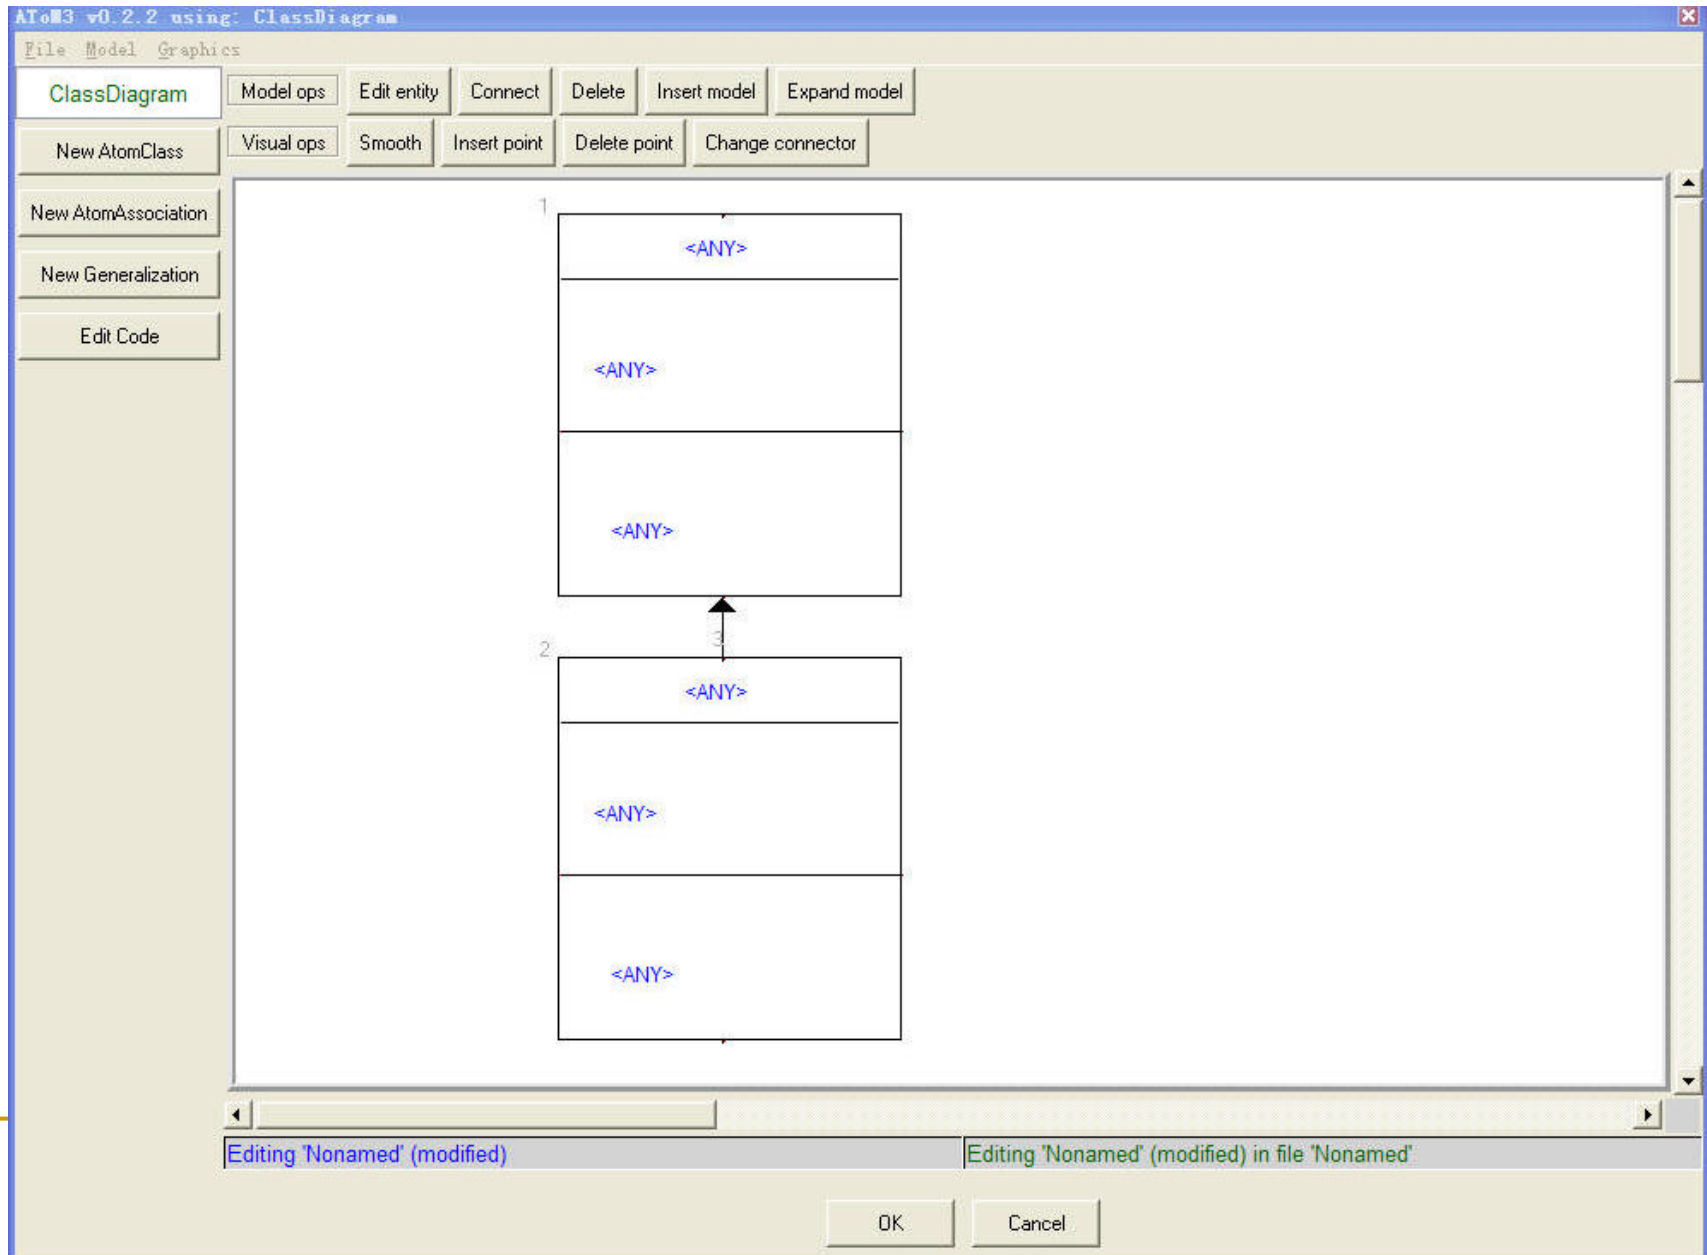 AToM3 v0.2.2 using: ClassDiagram
File Model Graphics
ClassDiagram
Model ops Edit entity Connect Delete Insert model Expand model
New AtomClass
Visual ops Smooth Insert point Delete point Change connector
New AtomAssociation
New Generalization
Edit Code
1
<ANY>
<ANY>
<ANY>
3
2
<ANY>
<ANY>
<ANY>
Editing 'Nonamed' (modified)
Editing 'Nonamed' (modified) in file 'Nonamed'
OK Cancel